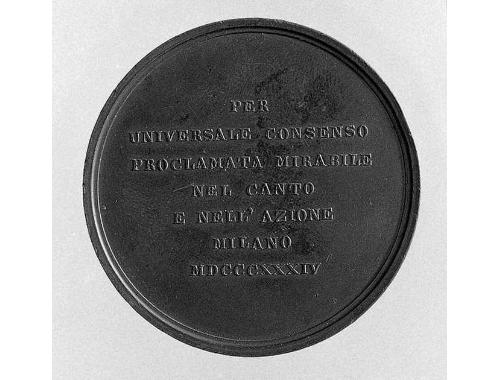 PER
UNIVERSALE CONSENSO
PROCLAMATA MIRABILE
NEL CANTO
E NELL' AZIONE
MILANO
MDCCCXXXIV